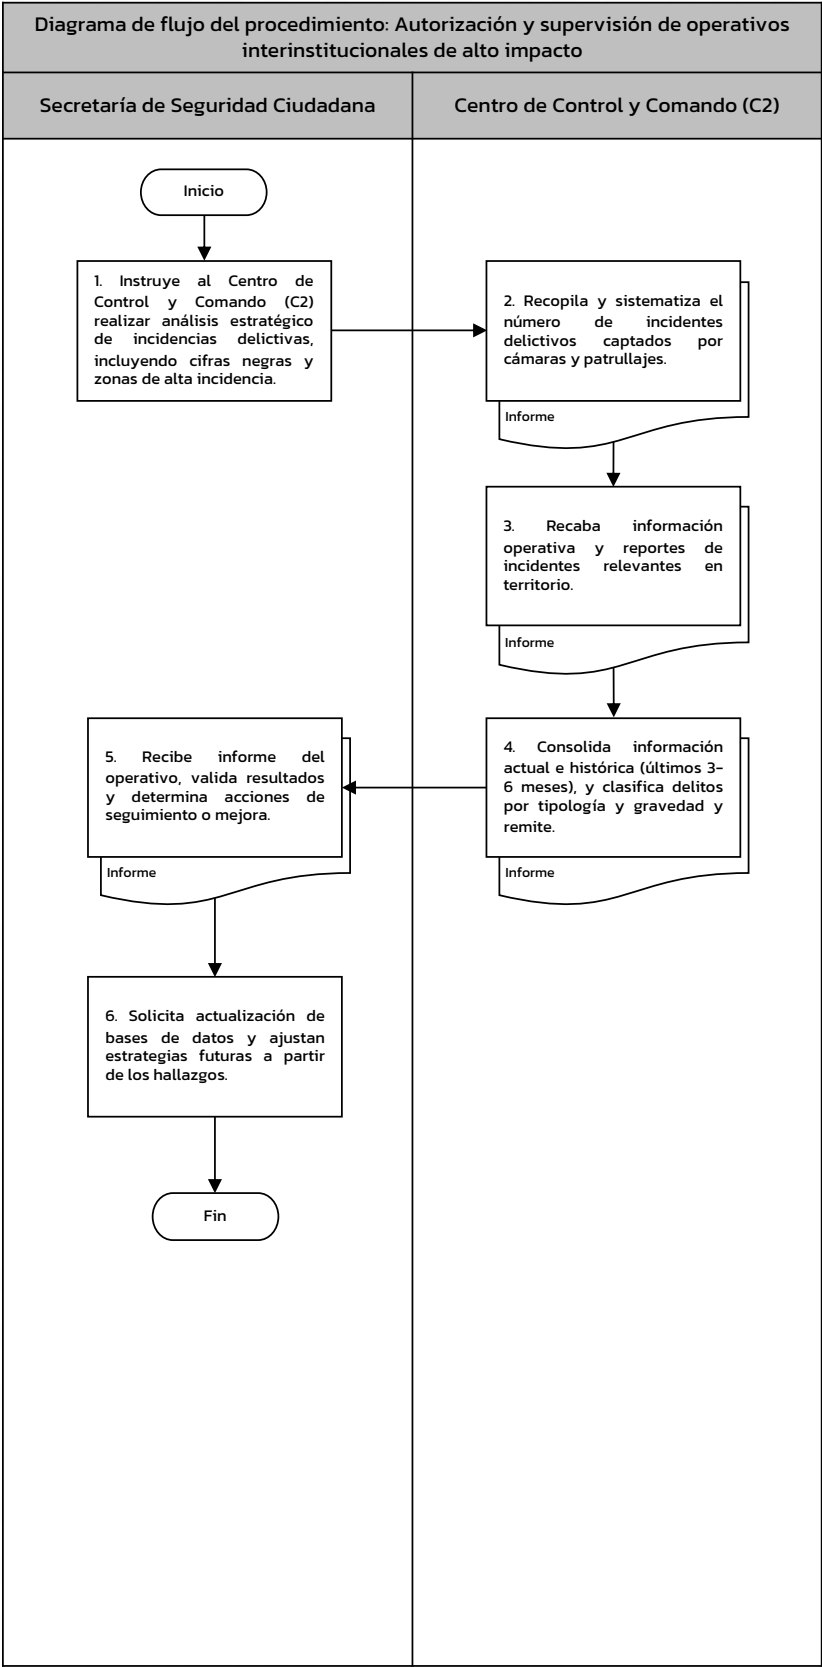 Diagrama de flujo del procedimiento: Autorización y supervisión de operativos
interinstitucionales de alto impacto
Secretaría de Seguridad Ciudadana
Centro de Control y Comando (C2)
Inicio
1. Instruye al Centro de
Control y Comando (C2)
realizar análisis estratégico
de incidencias delictivas,
incluyendo cifras negras y
zonas de alta incidencia.
2. Recopila y sistematiza el
número de incidentes
delictivos captados por
cámaras y patrullajes.
Informe
3. Recaba información
operativa y reportes de
incidentes relevantes en
territorio.
Informe
4. Consolida información
actual e histórica (últimos 3-
6 meses), y clasifica delitos
por tipología y gravedad y
remite.
Informe
5. Recibe informe del
operativo, valida resultados
y determina acciones de
seguimiento o mejora.
Informe
6. Solicita actualización de
bases de datos y ajustan
estrategias futuras a partir
de los hallazgos.
Fin